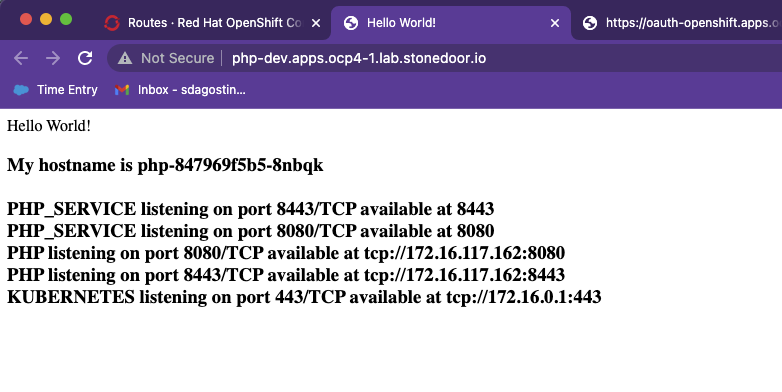 Routes · Red Hat OpenShift Co
Hello World!
https://oauth-openshift.apps.o
Not Secure
php-dev.apps.ocp4-1.lab.stonedoor.io
Time Entry
Inbox - sdagostin...
Hello World!
My hostname is php-847969f5b5-8nbqk
PHP_SERVICE listening on port 8443/TCP available at 8443
PHP_SERVICE listening on port 8080/TCP available at 8080
PHP listening on port 8080/TCP available at tcp://172.16.117.162:8080
PHP listening on port 8443/TCP available at tcp://172.16.117.162:8443
KUBERNETES listening on port 443/TCP available at tcp://172.16.0.1:443